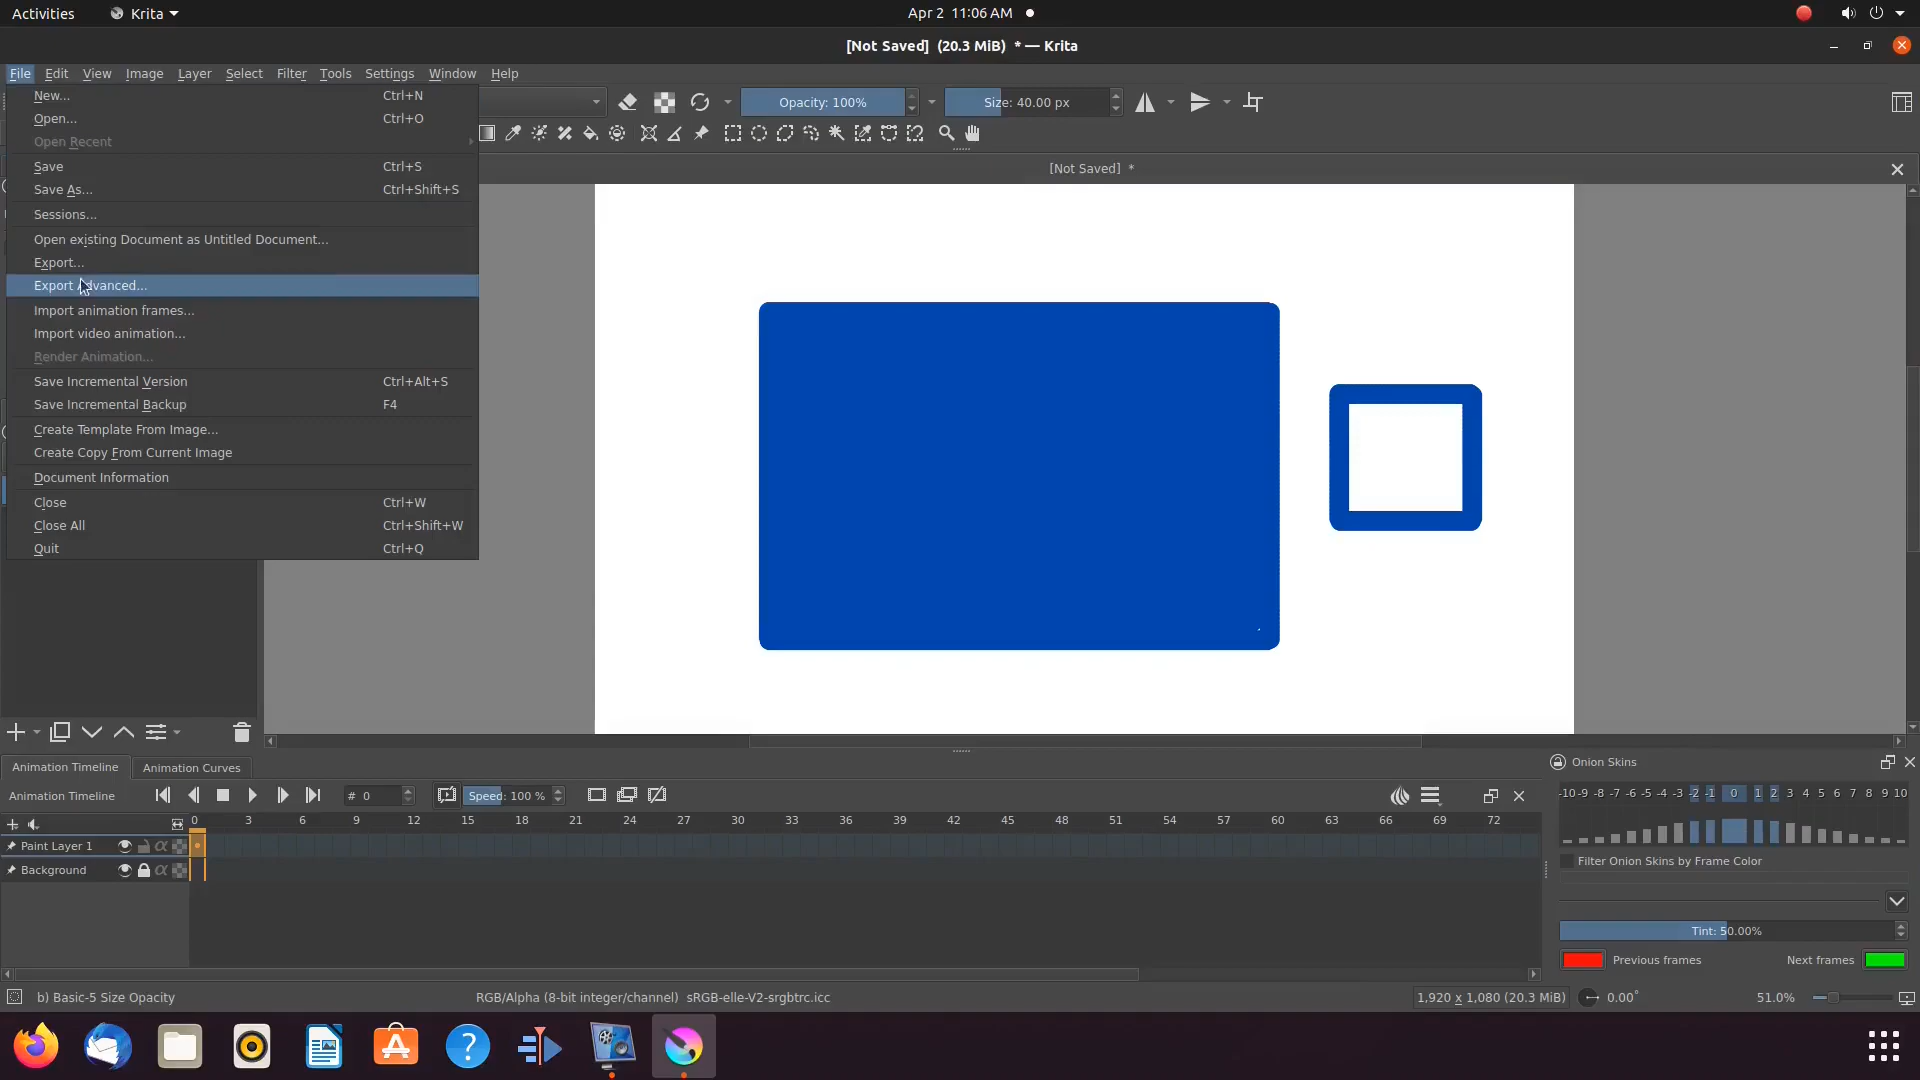 Activities Krita Apr 2 11:06 AM
[Not Saved] (20.3 MiB) * — Krita
File Edit View Image Layer Select Filter Tools Settings Window Help
New... Ctrl+N
Opacity: 100% Size: 40.00 px
Open... Ctrl+O
Open Recent
Save Ctrl+S
[Not Saved] *
Save As... Ctrl+Shift+S
Sessions...
Open existing Document as Untitled Document...
Export...
Export Advanced...
Import animation frames...
Import video animation...
Render Animation...
Save Incremental Version Ctrl+Alt+S
Save Incremental Backup F4
Create Template From Image...
Create Copy From Current Image
Document Information
Close Ctrl+W
Close All Ctrl+Shift+W
Quit Ctrl+Q
Animation Timeline Animation Curves
Onion Skins
Animation Timeline # 0 Speed: 100 %
-10 -9 -8 -7 -6 -5 -4 -3 -2 -1 0 1 2 3 4 5 6 7 8 9 10
0 3 6 9 12 15 18 21 24 27 30 33 36 39 42 45 48 51 54 57 60 63 66 69 72
Paint Layer 1
Filter Onion Skins by Frame Color
Background
Tint: 50.00%
Previous frames Next frames
b) Basic-5 Size Opacity RGB/Alpha (8-bit integer/channel) sRGB-elle-V2-srgbtrc.icc 1,920 x 1,080 (20.3 MiB) 0.00° 51.0%